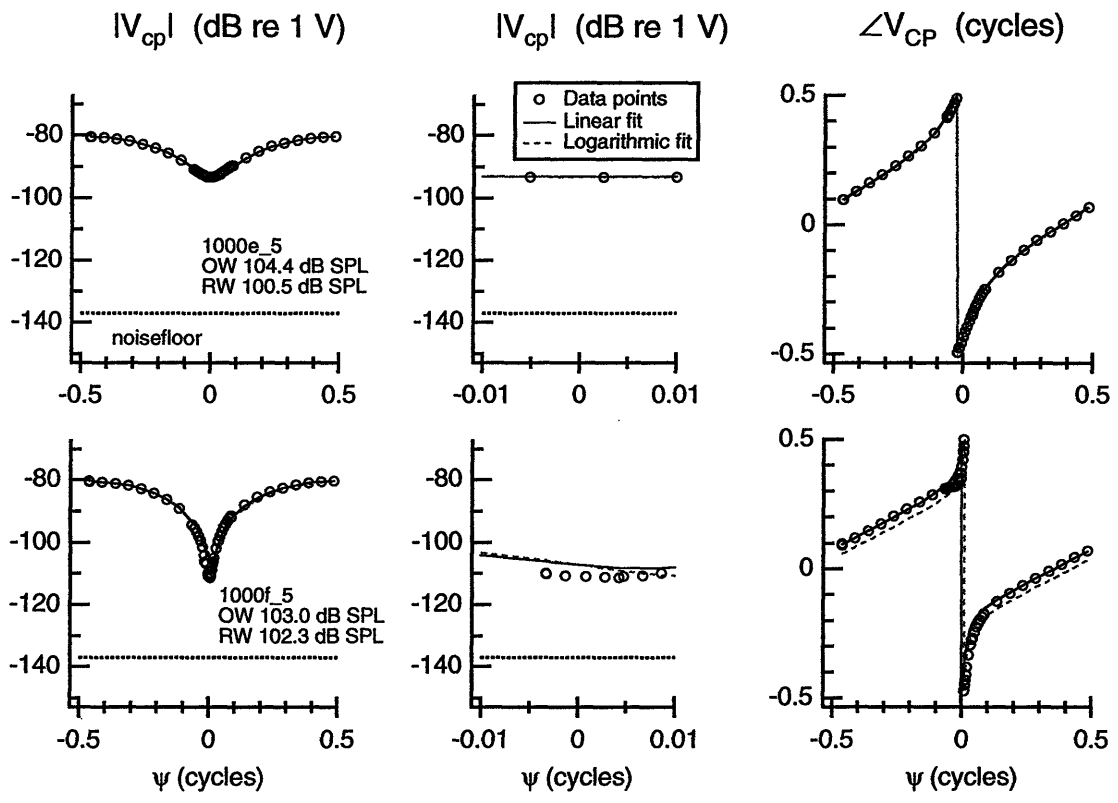 |Vcp| (dB re 1 V)
|Vcp| (dB re 1 V)
∠VCP (cycles)
-80
-100
-120
-140
1000e_5
OW 104.4 dB SPL
RW 100.5 dB SPL
noisefloor
-0.5
0
0.5
-80
-100
-120
-140
Data points
Linear fit
Logarithmic fit
-0.01
0
0.01
0.5
0
-0.5
-0.5
0
0.5
-80
-100
-120
-140
1000f_5
OW 103.0 dB SPL
RW 102.3 dB SPL
-0.5
0
0.5
ψ (cycles)
-80
-100
-120
-140
-0.01
0
0.01
ψ (cycles)
0.5
0
-0.5
-0.5
0
0.5
ψ (cycles)